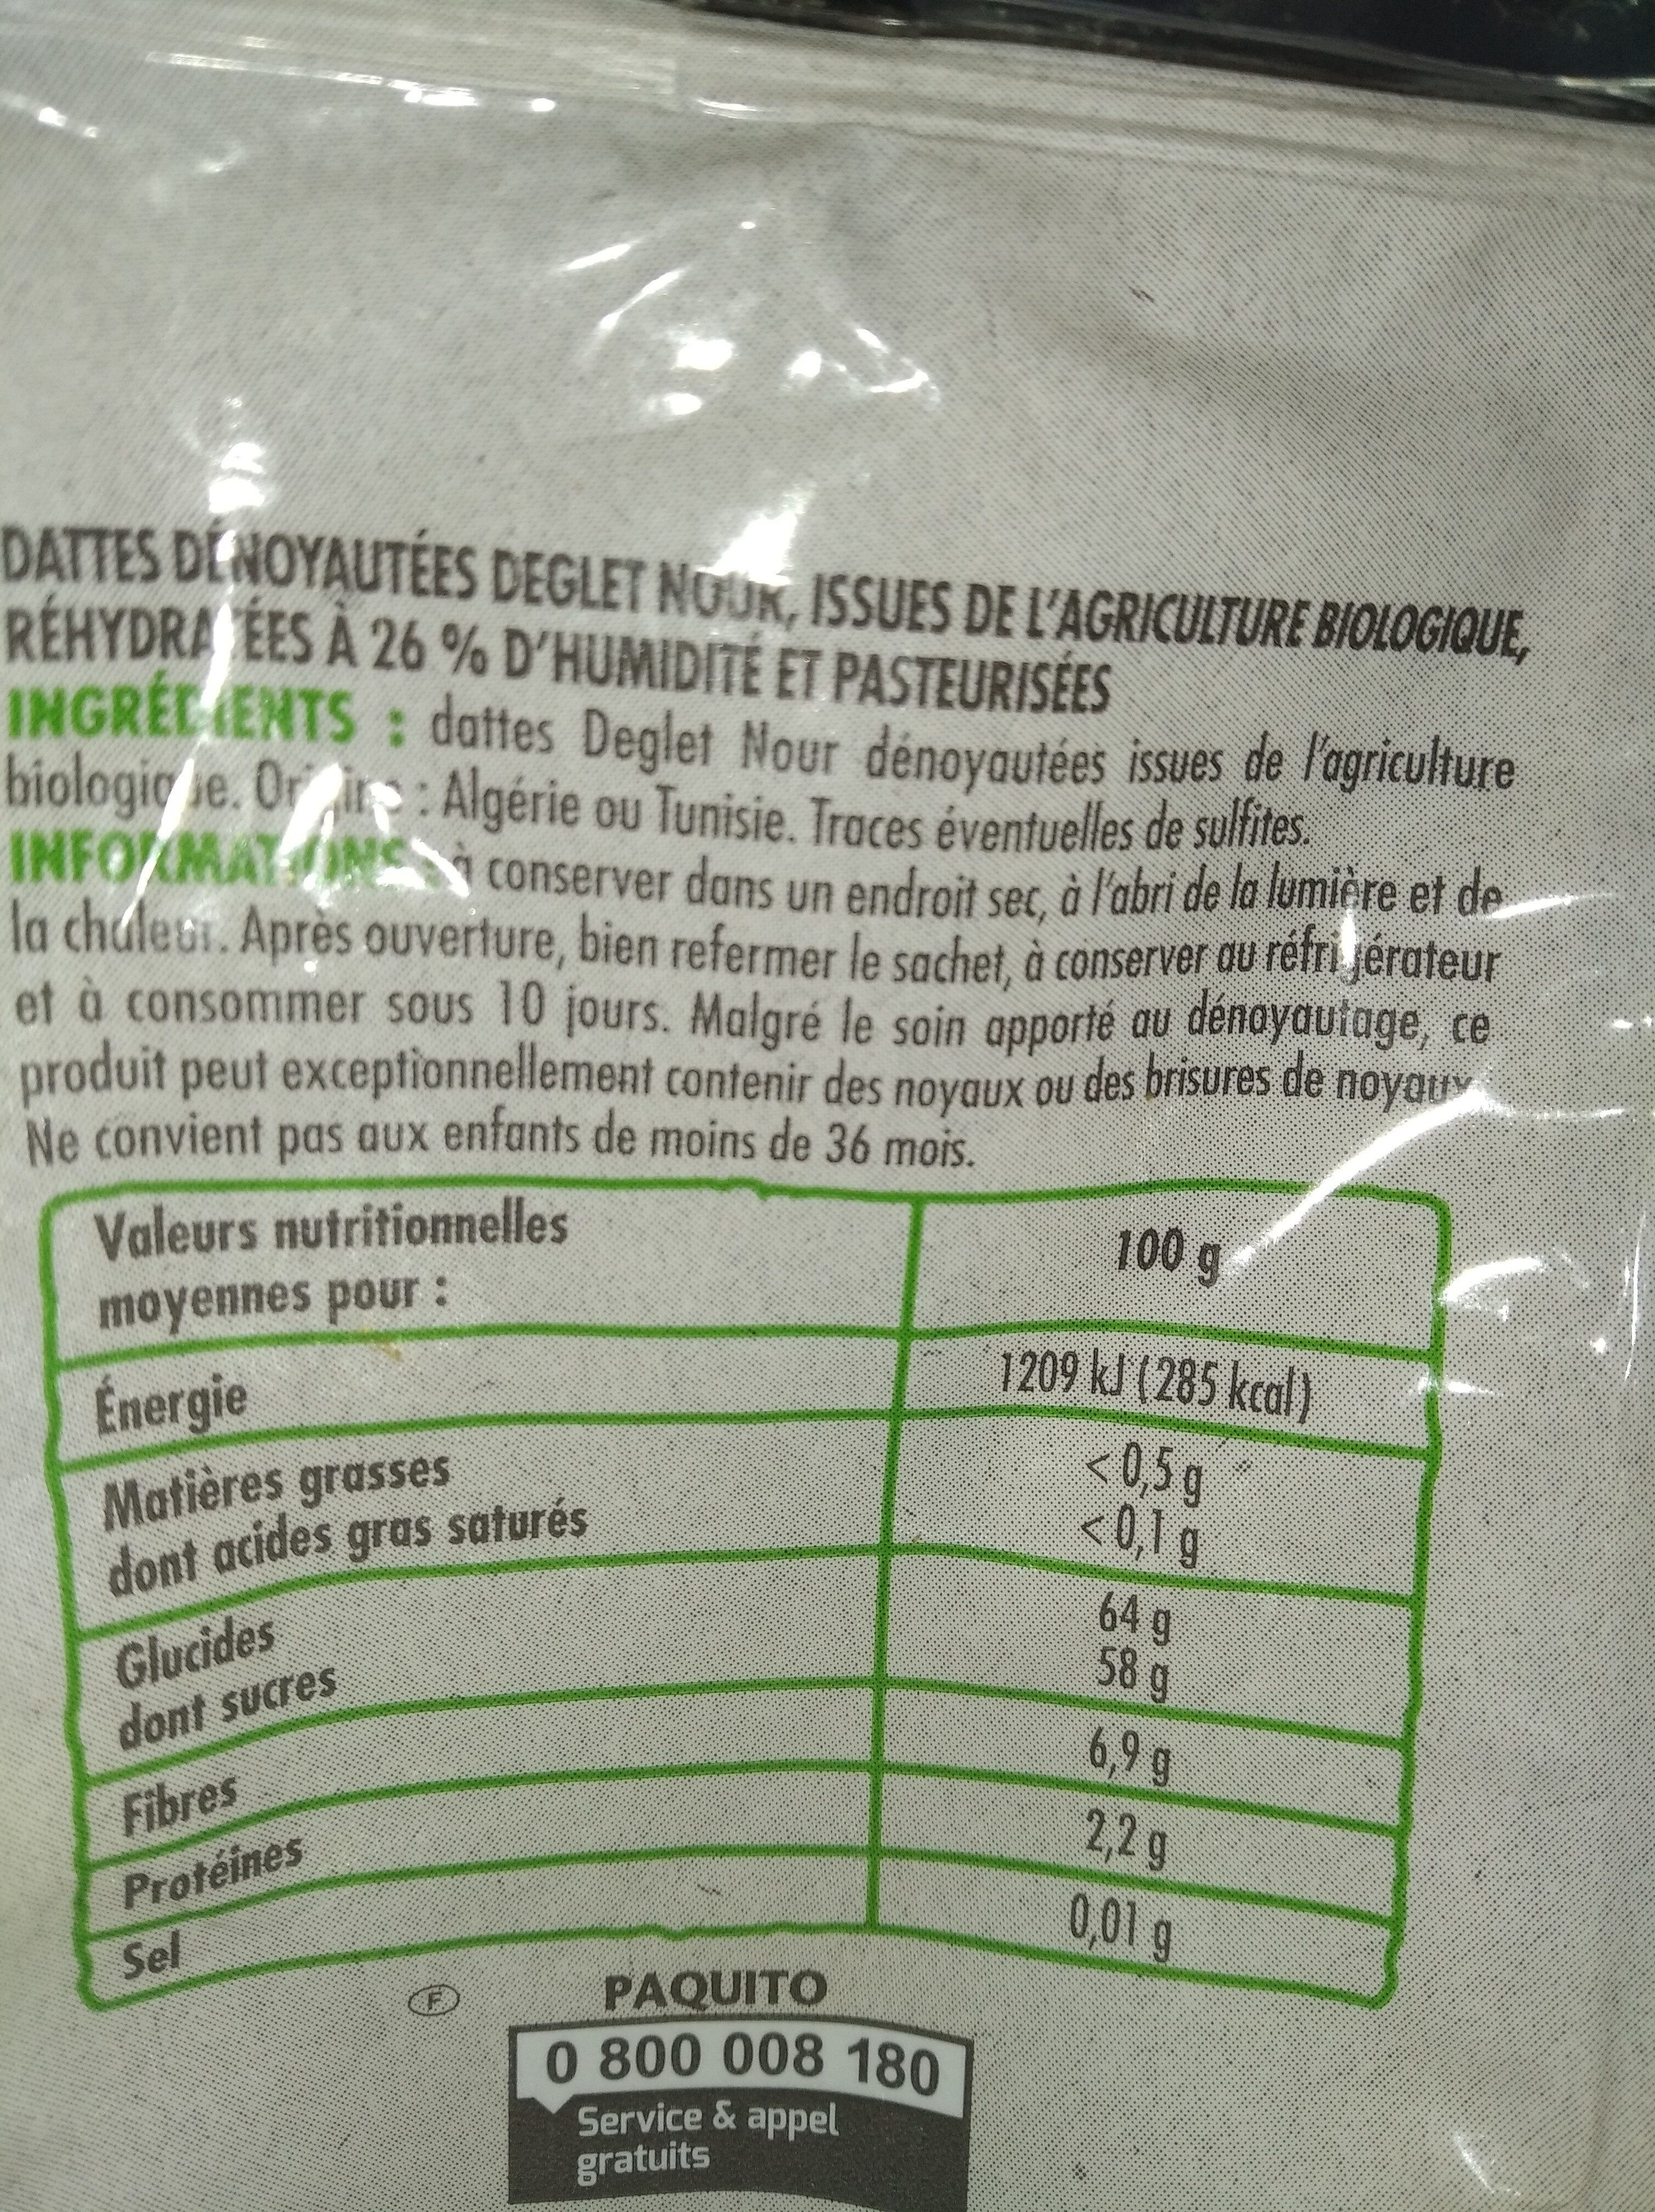 DATTES DÉNOYAUTÉES DEGLET NOUR, ISSUES DE L'AGRICULTURE BIOLOGIQUE,
RÉHYDRATÉES À 26 % D'HUMIDITÉ ET PASTEURISÉES
INGRÉDIENTS : dattes Deglet Nour dénoyautées issues de l'agriculture
biologique. Origine : Algérie ou Tunisie. Traces éventuelles de sulfites.
INFORMATIONS : à conserver dans un endroit sec, à l'abri de la lumière et de
la chaleur. Après ouverture, bien refermer le sachet, à conserver au réfrigérateur
et à consommer sous 10 jours. Malgré le soin apporté au dénoyautage, ce
produit peut exceptionnellement contenir des noyaux ou des brisures de noyaux.
Ne convient pas aux enfants de moins de 36 mois.
Valeurs nutritionnelles
moyennes pour :
100 g
Énergie 1209 kJ (285 kcal)
Matières grasses <0,5 g
dont acides gras saturés <0,1 g
Glucides 64 g
dont sucres 58 g
Fibres 6,9 g
Protéines 2,2 g
Sel 0,01 g
F PAQUITO
0 800 008 180
Service & appel
gratuits